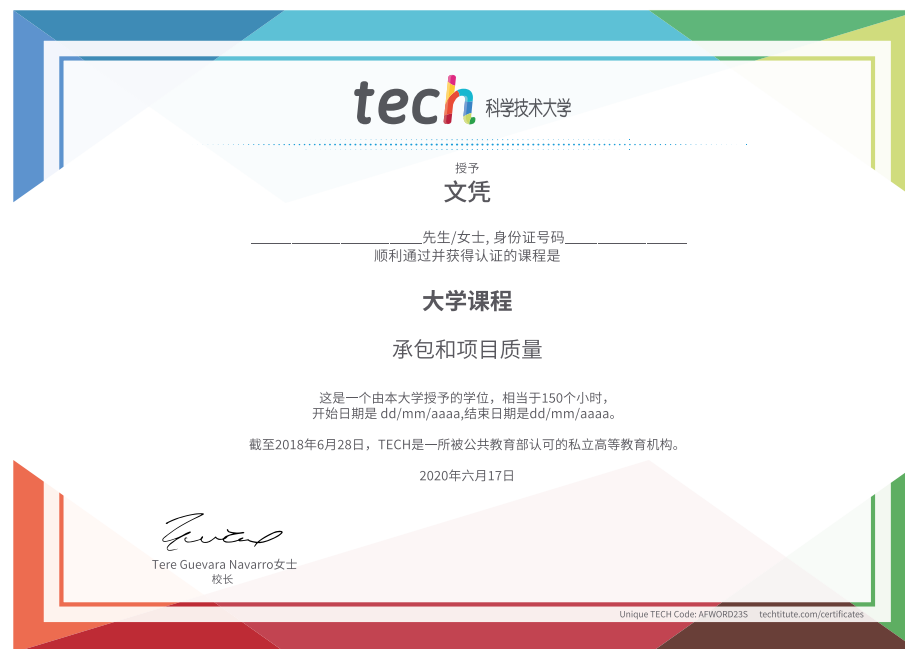 tech 科学技术大学
授予
文凭
先生/女士, 身份证号码
顺利通过并获得认证的课程是
大学课程
承包和项目质量
这是一个由本大学授予的学位，相当于150个小时，
开始日期是 dd/mm/aaaa,结束日期是dd/mm/aaaa。
截至2018年6月28日，TECH是一所被公共教育部认可的私立高等教育机构。
2020年六月17日
Tere Guevara Navarro女士
校长
Unique TECH Code: AFWORD23S techtitute.com/certificates